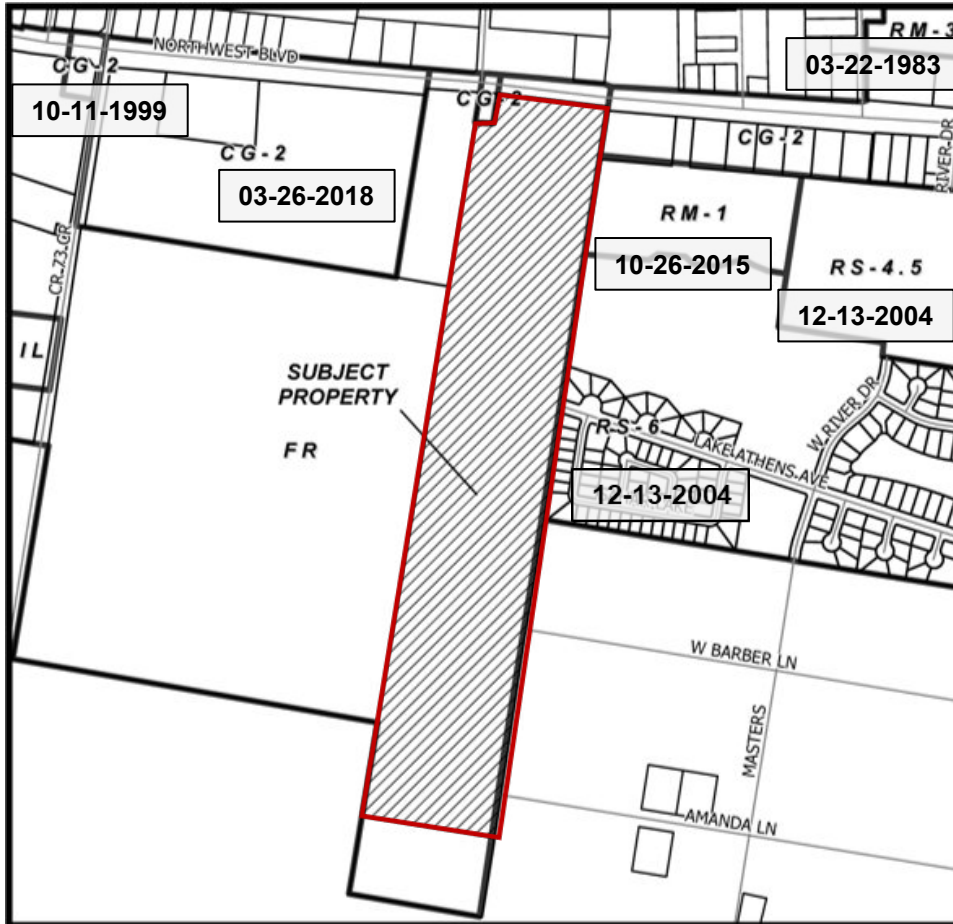 NORTHWEST BLVD
RM-3
CG-2
03-22-1983
10-11-1999
CG-2
CG-2
CG-2
RIVER DR
03-26-2018
RM-1
10-26-2015
RS-4.5
12-13-2004
CR 73 CR
IL
SUBJECT
PROPERTY
FR
W RIVER DR
RS-6
LAKE ATHENS AVE
12-13-2004
LAKE
W BARBER LN
MASTERS
AMANDA LN